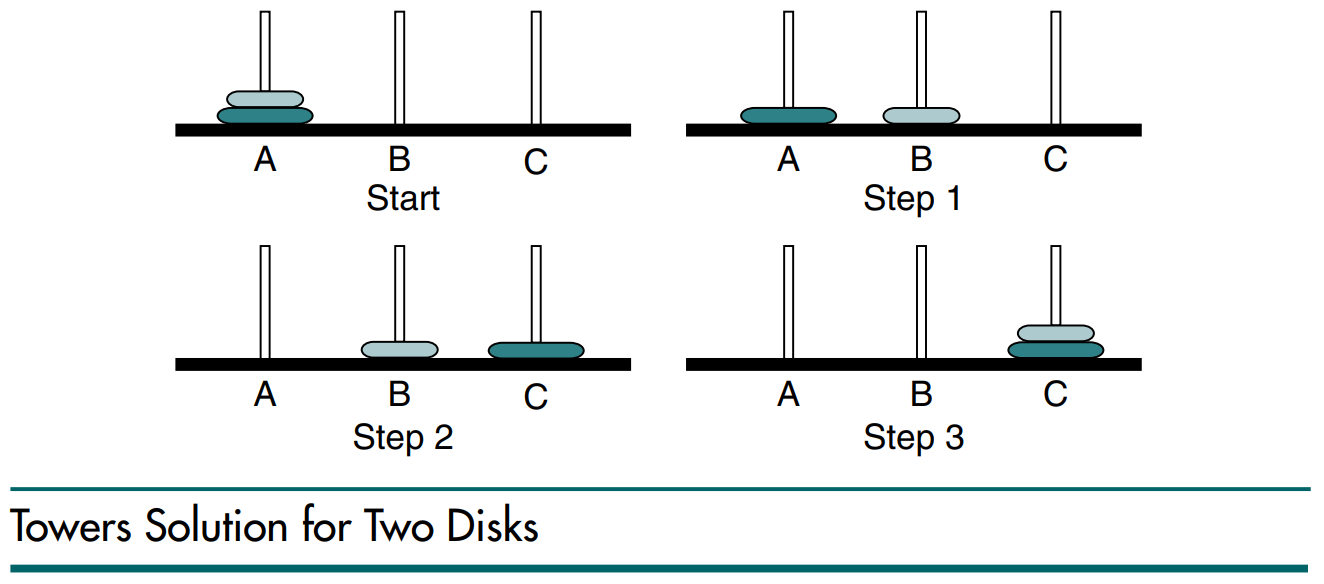 A B C
Start
A B C
Step 1
A B C
Step 2
A B C
Step 3
Towers Solution for Two Disks